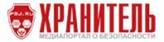 ХРАНИТЕЛЬ
МЕДИАПОРТАЛ О БЕЗОПАСНОСТИ